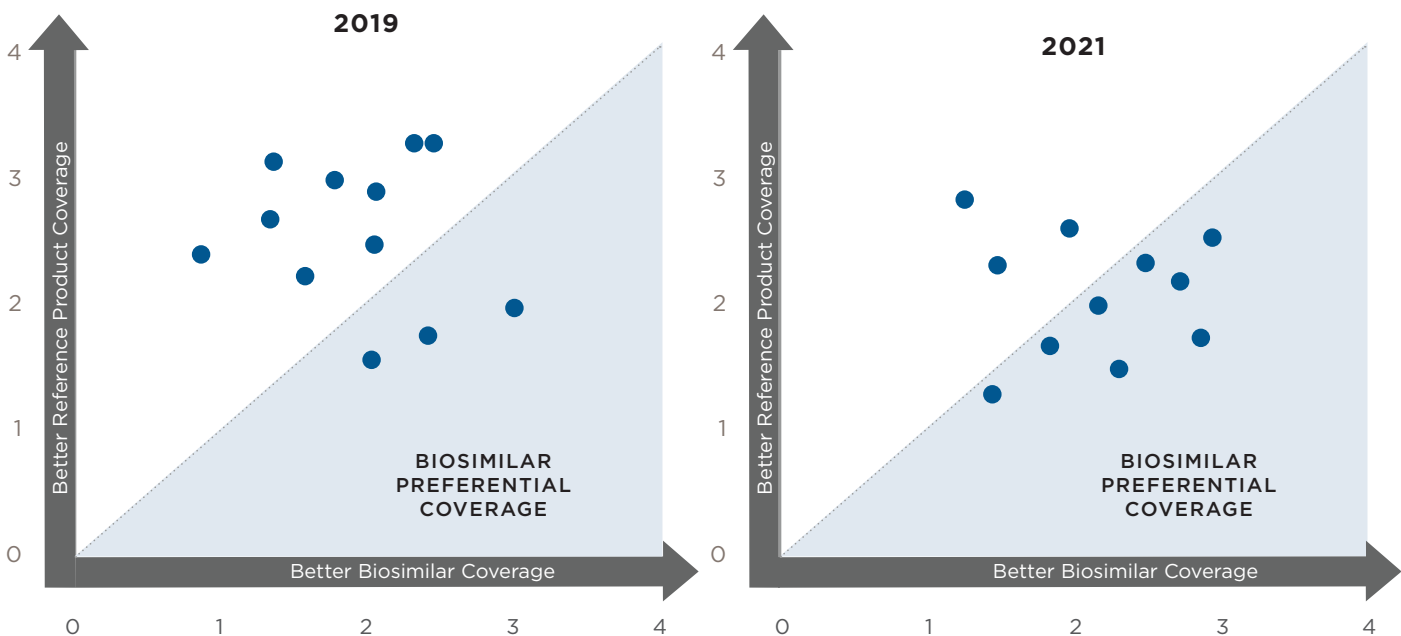 2019
4
3
2
1
0
Better Reference Product Coverage
BIOSIMILAR
PREFERENTIAL
COVERAGE
Better Biosimilar Coverage
0 1 2 3 4
2021
4
3
2
1
0
Better Reference Product Coverage
BIOSIMILAR
PREFERENTIAL
COVERAGE
Better Biosimilar Coverage
0 1 2 3 4